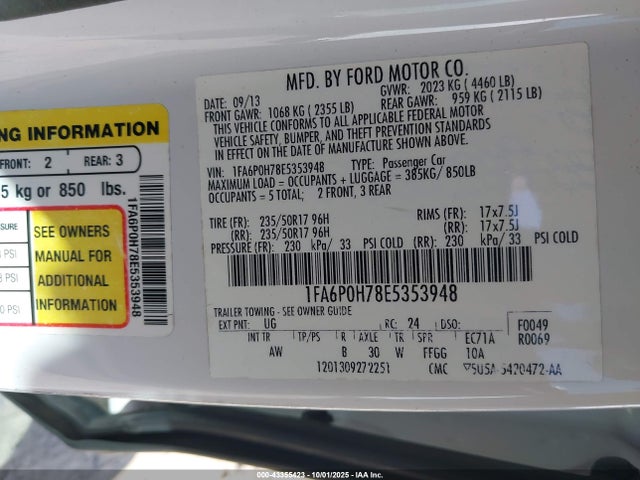 MFD. BY FORD MOTOR CO.
DATE: 09/13
GVWR: 2023 KG ( 4460 LB)
FRONT GAWR: 1068 KG ( 2355 LB)
REAR GAWR: 959 KG ( 2115 LB)
THIS VEHICLE CONFORMS TO ALL APPLICABLE FEDERAL MOTOR
VEHICLE SAFETY, BUMPER, AND THEFT PREVENTION STANDARDS
IN EFFECT ON THE DATE OF MANUFACTURE SHOWN ABOVE.
VIN: 1FA6P0H78E5353948 TYPE: Passenger Car
MAXIMUM LOAD = OCCUPANTS + LUGGAGE = 385KG/ 850LB
OCCUPANTS = 5 TOTAL; 2 FRONT, 3 REAR
TIRE (FR): 235/50R17 96H RIMS (FR): 17x7.5J
(RR): 235/50R17 96H (RR): 17x7.5J
PRESSURE (FR): 230 kPa/ 33 PSI COLD (RR): 230 kPa/ 33 PSI COLD
1FA6P0H78E5353948
TRAILER TOWING - SEE OWNER GUIDE
EXT PNT: UG RC: 24 DSO: F0049
INT TR TP/PS R AXLE TR SPR EC71A R0069
AW B 30 W FFGG 10A
1201309272251 CMC
NG INFORMATION
FRONT: 2 REAR: 3
5 kg or 850 lbs.
SURE
SEE OWNERS
MANUAL FOR
ADDITIONAL
INFORMATION
PSI
1FA6P0H78E5353948
000-43355423 | 10/01/2025 | IAAI.COM